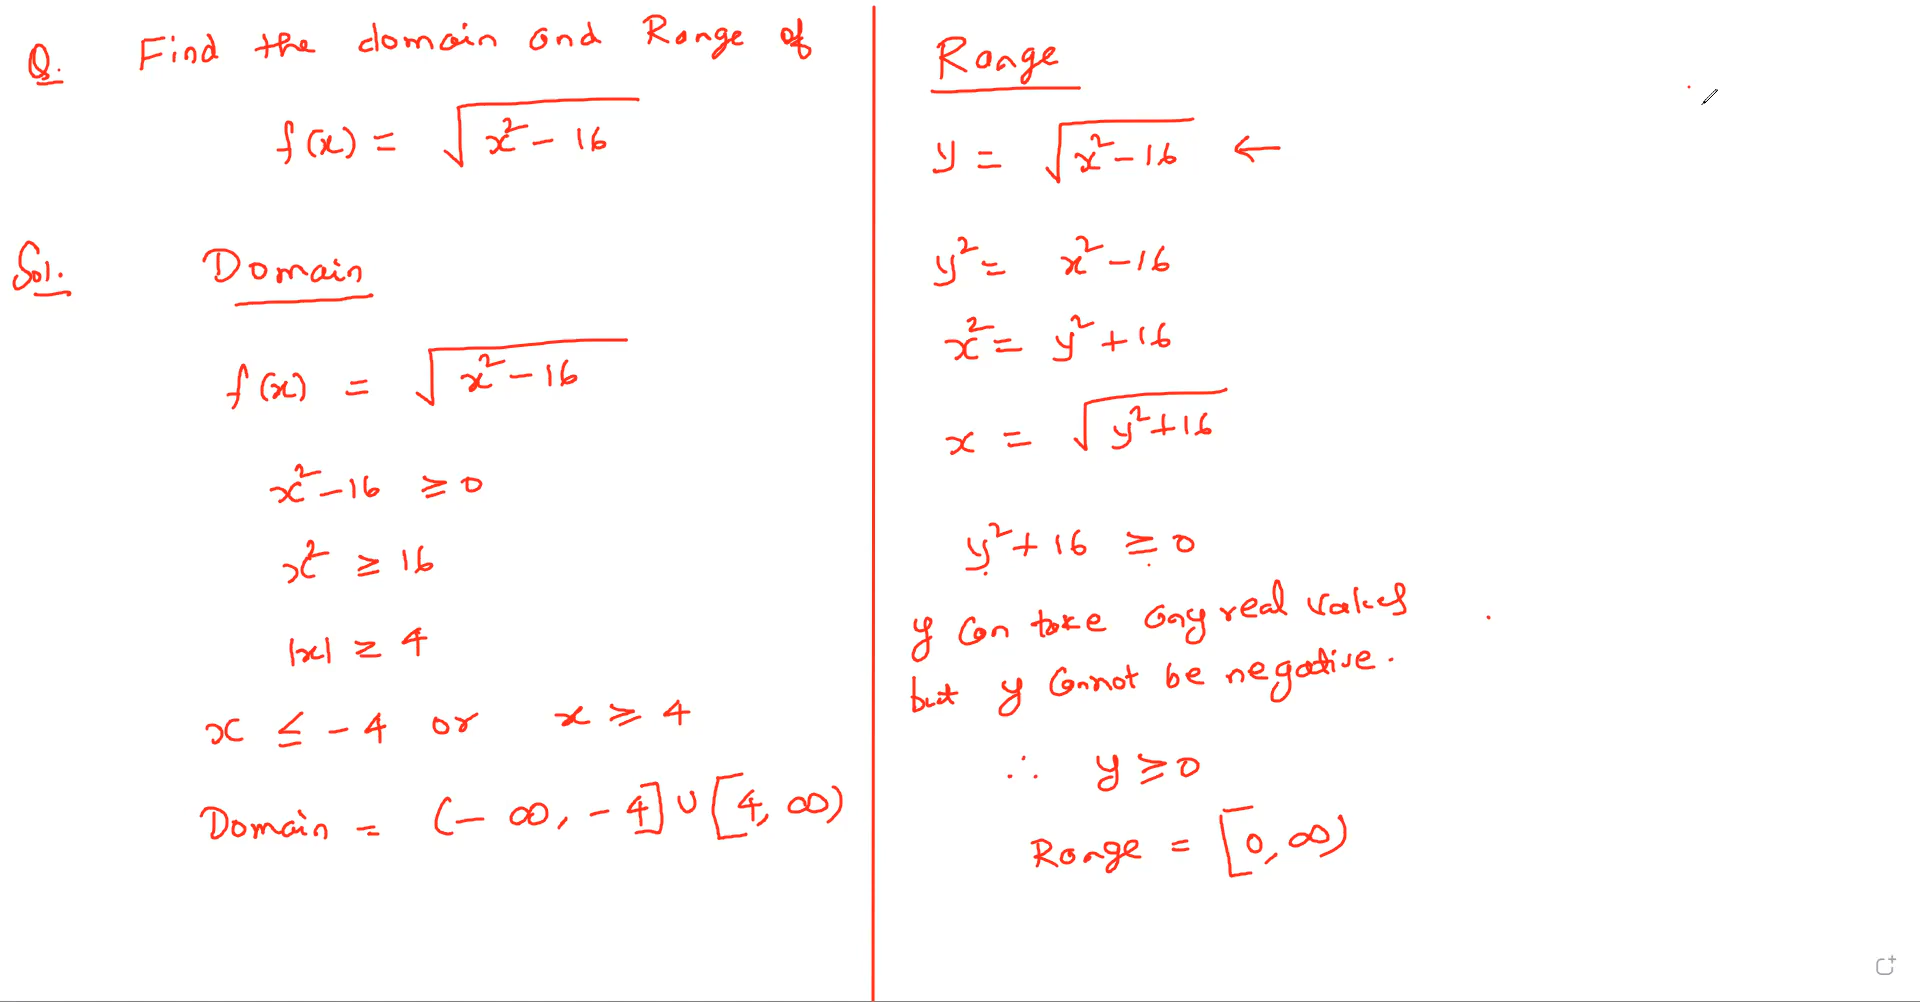 Q. Find the domain and Range of
f(x) = √(x² - 16)
Sol. Domain
f(x) = √(x² - 16)
x² - 16 ≥ 0
x² ≥ 16
|x| ≥ 4
x ≤ -4 or x ≥ 4
Domain = (-∞, -4] ∪ [4, ∞)
Range
y = √(x² - 16) ←
y² = x² - 16
x² = y² + 16
x = √(y² + 16)
y² + 16 ≥ 0
y can take any real values
but y cannot be negative.
∴ y ≥ 0
Range = [0, ∞)